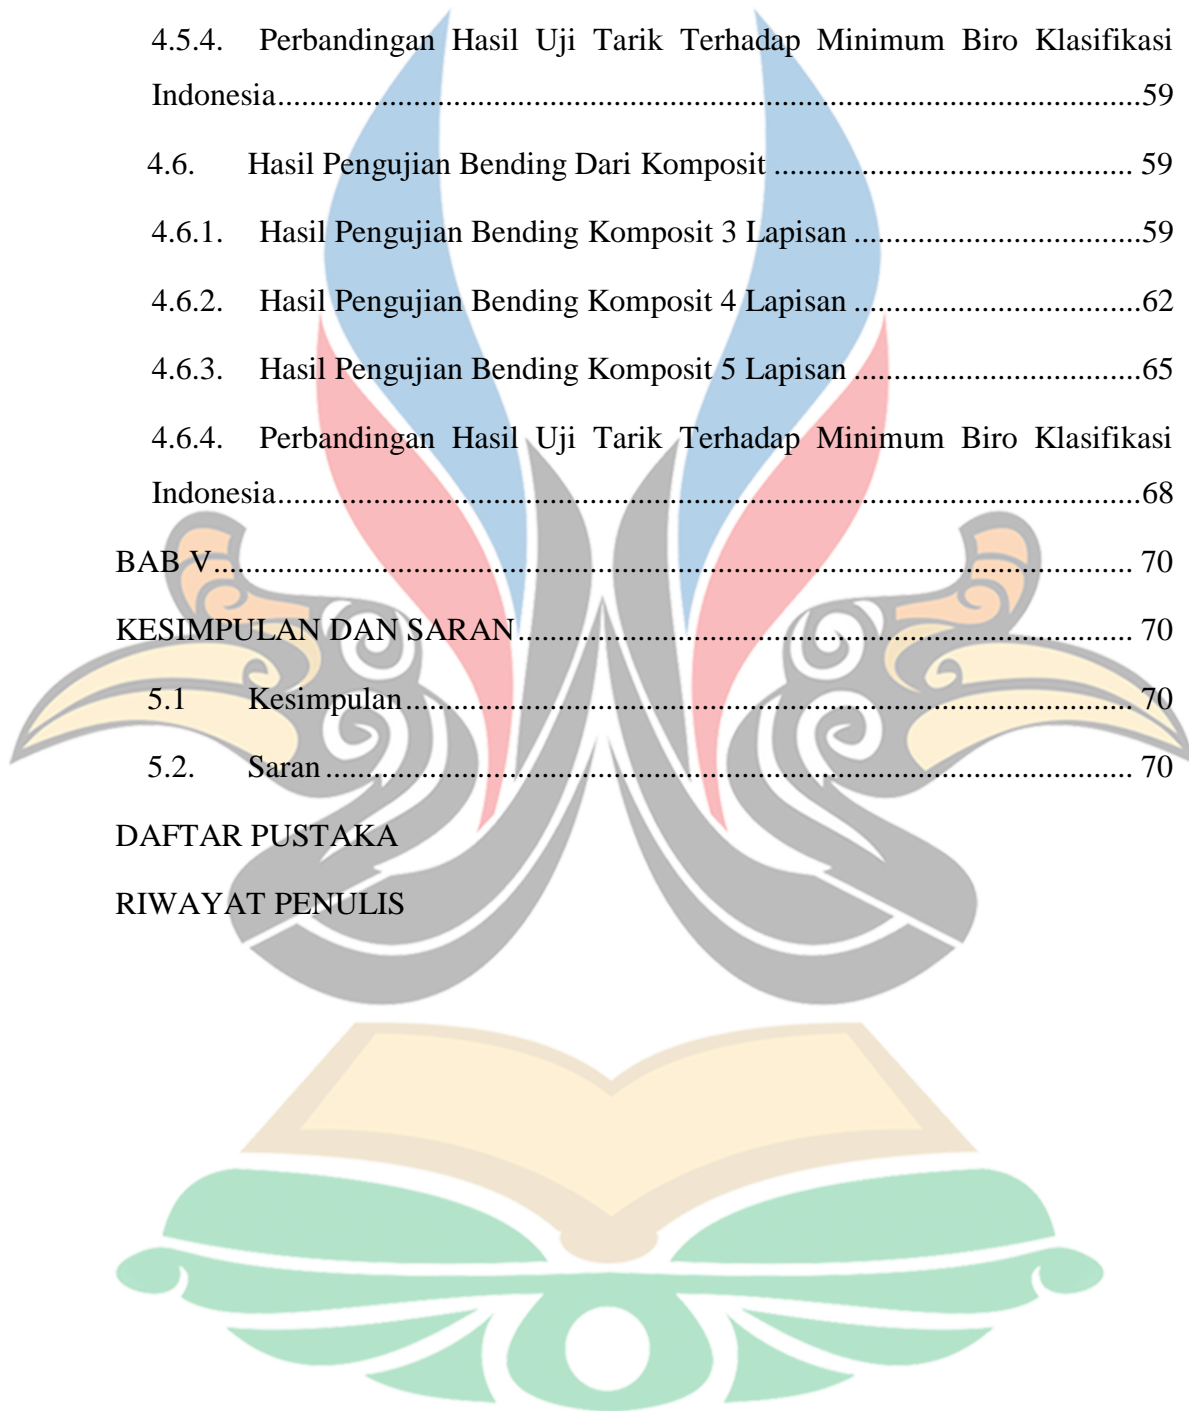 4.5.4. Perbandingan Hasil Uji Tarik Terhadap Minimum Biro Klasifikasi
Indonesia.............................................................................................................59
4.6. Hasil Pengujian Bending Dari Komposit ............................................. 59
4.6.1. Hasil Pengujian Bending Komposit 3 Lapisan ....................................59
4.6.2. Hasil Pengujian Bending Komposit 4 Lapisan ....................................62
4.6.3. Hasil Pengujian Bending Komposit 5 Lapisan ....................................65
4.6.4. Perbandingan Hasil Uji Tarik Terhadap Minimum Biro Klasifikasi
Indonesia.............................................................................................................68
BAB V.................................................................................................................... 70
KESIMPULAN DAN SARAN............................................................................. 70
5.1 Kesimpulan........................................................................................... 70
5.2. Saran ..................................................................................................... 70
DAFTAR PUSTAKA
RIWAYAT PENULIS